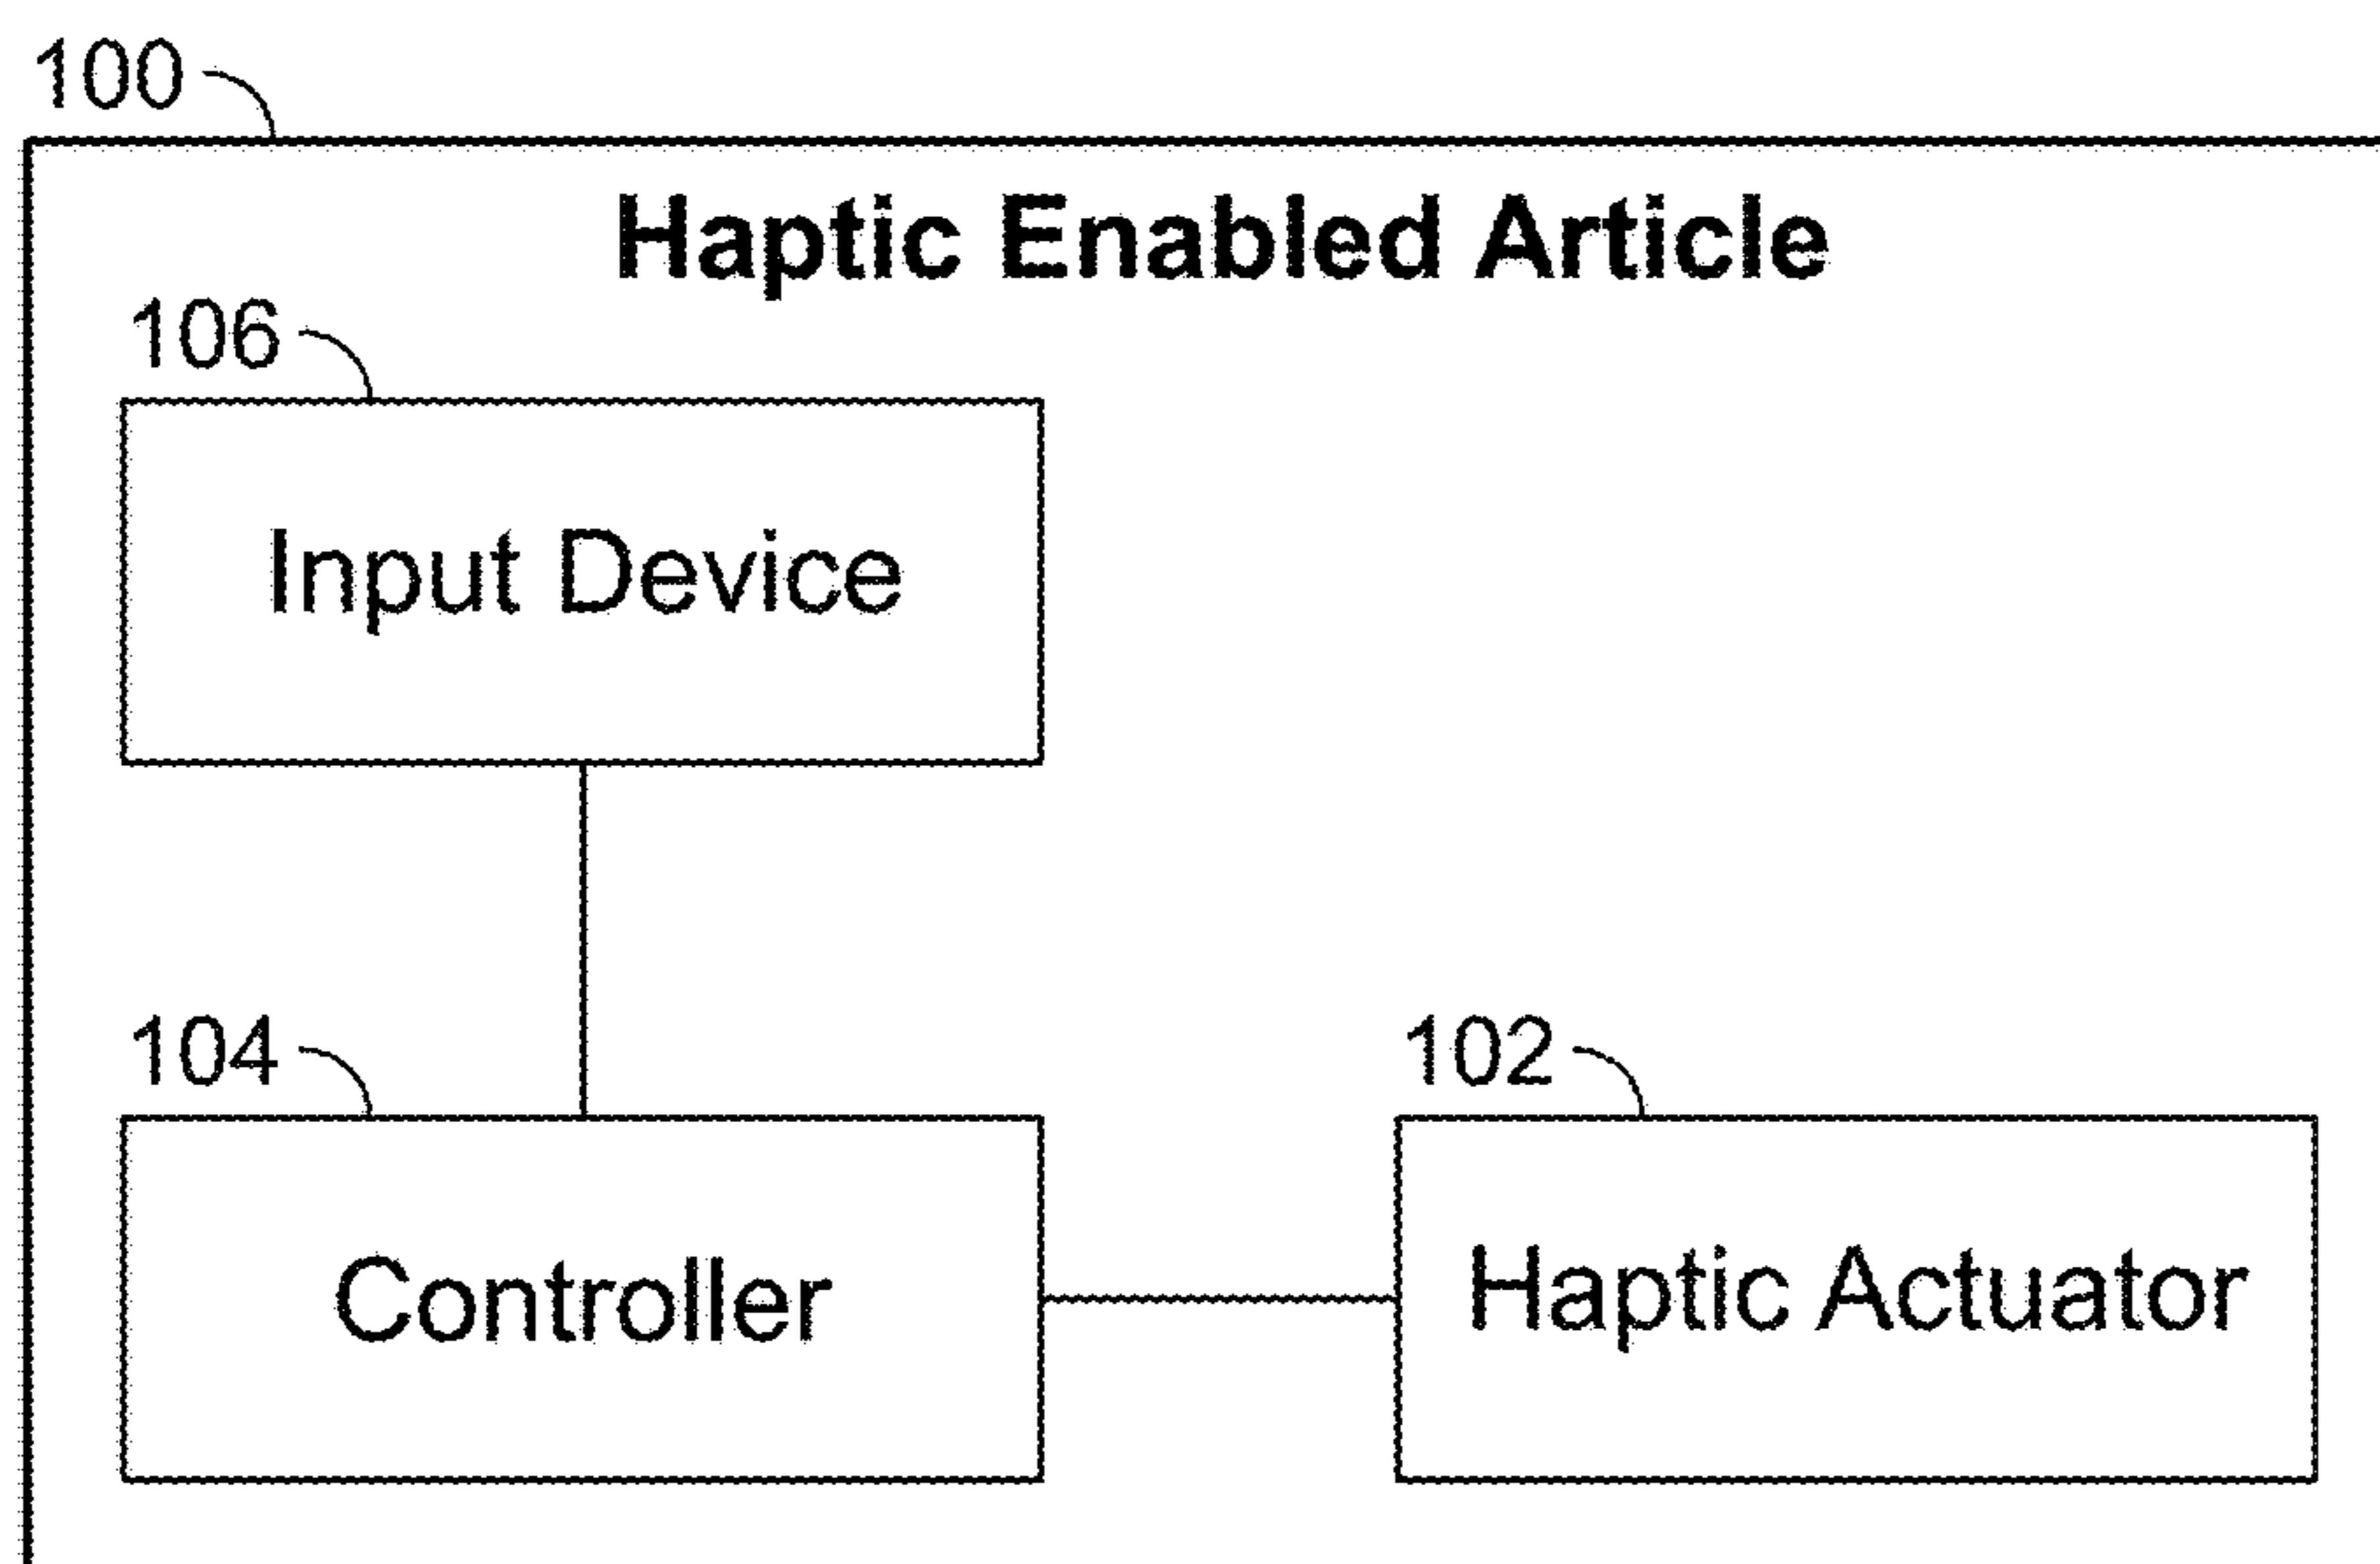 100
Haptic Enabled Article
106
Input Device
104
102
Controller
Haptic Actuator